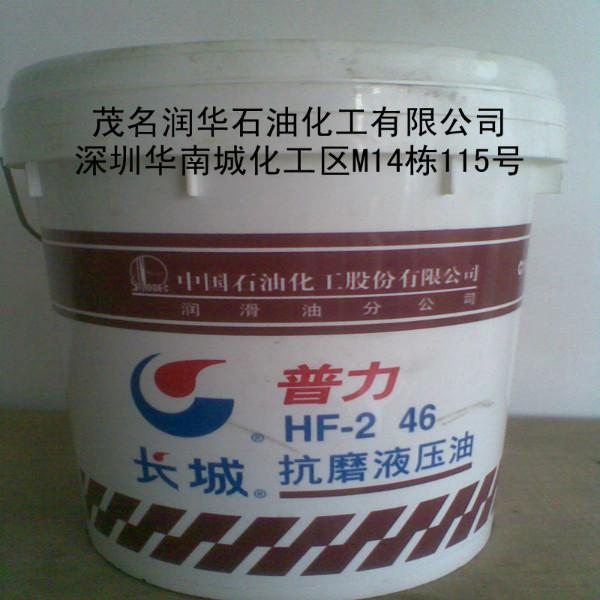 茂名润华石油化工有限公司
深圳华南城化工区M14栋115号
SINOPEC
中国石油化工股份有限公司
润滑油分公司
普力
HF-2 46
®
长城®
抗磨液压油